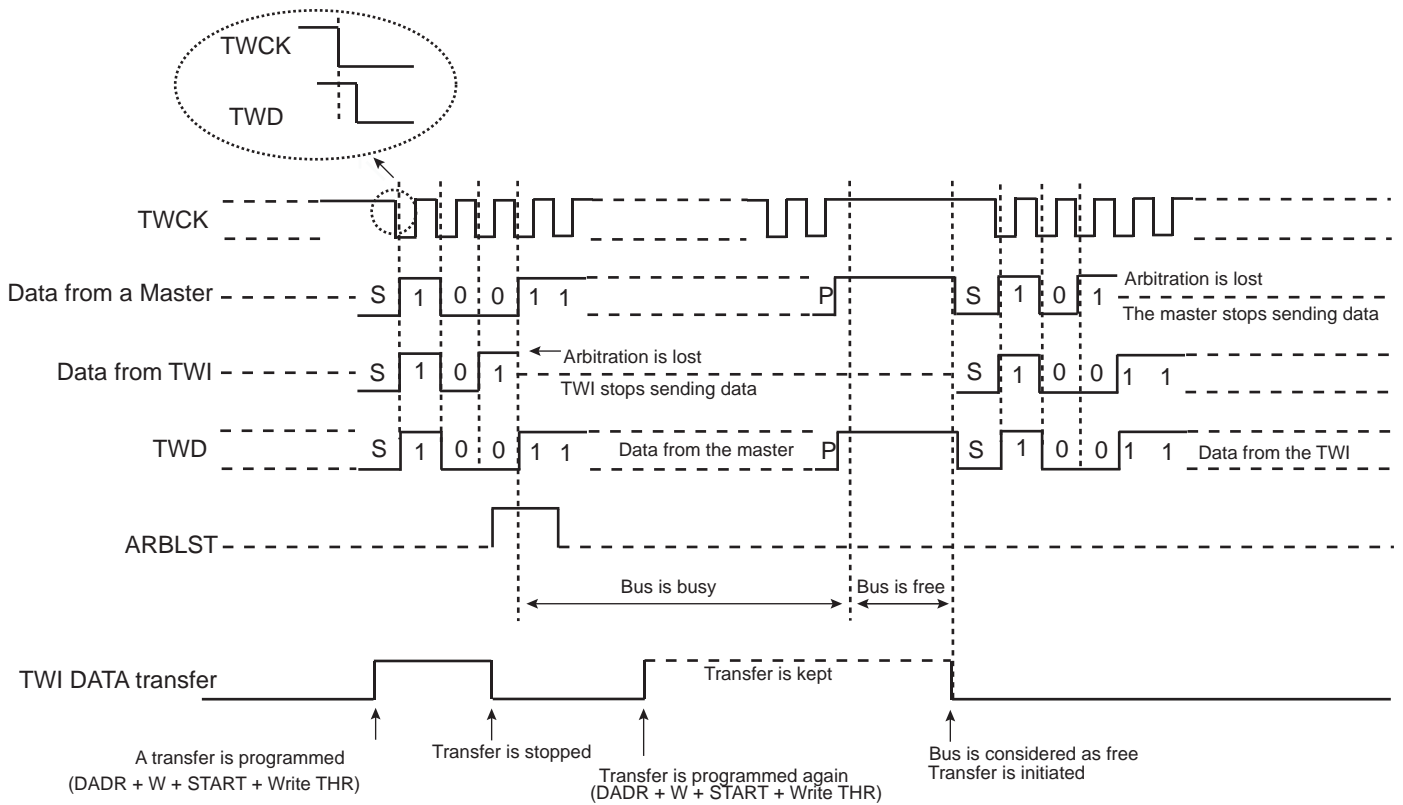 TWCK
TWD
TWCK
Data from a Master
S 1 0 0 1 1
P
S 1 0 1
Arbitration is lost
The master stops sending data
Data from TWI
S 1 0 1
Arbitration is lost
TWI stops sending data
S 1 0 0 1 1
TWD
S 1 0 0 1 1
Data from the master
P
S 1 0 0 1 1
Data from the TWI
ARBLST
Bus is busy
Bus is free
TWI DATA transfer
Transfer is kept
A transfer is programmed
(DADR + W + START + Write THR)
Transfer is stopped
Transfer is programmed again
(DADR + W + START + Write THR)
Bus is considered as free
Transfer is initiated